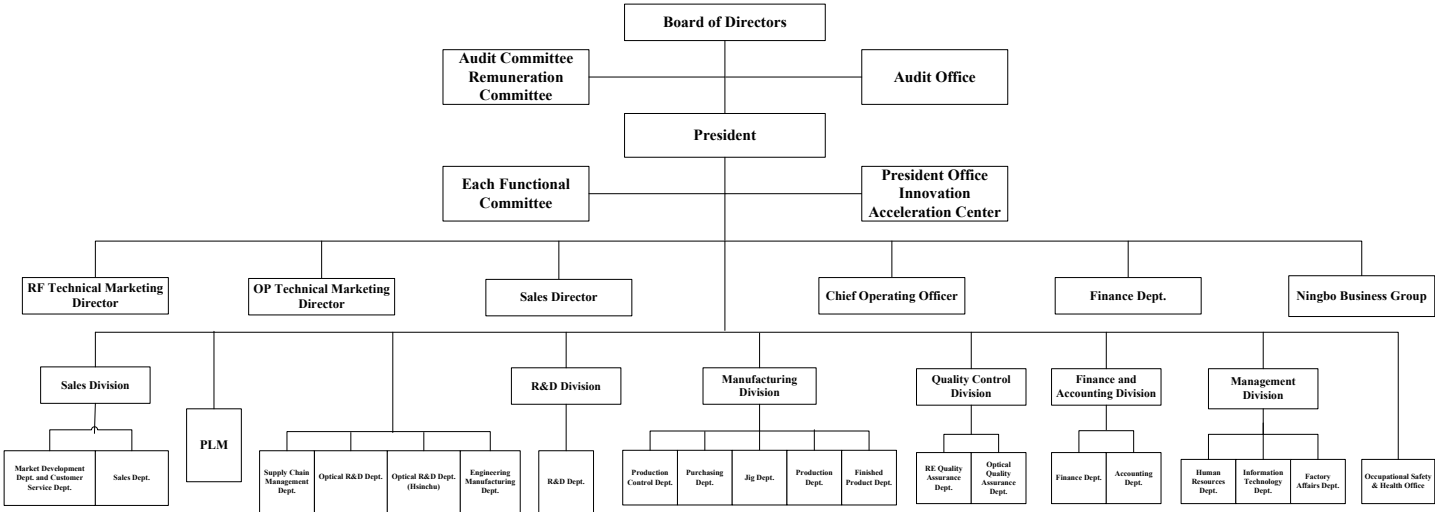 Board of Directors
Audit Committee
Remuneration
Committee
Audit Office
President
Each Functional
Committee
President Office
Innovation
Acceleration Center
RF Technical Marketing
Director
OP Technical Marketing
Director
Sales Director
Chief Operating Officer
Finance Dept.
Ningbo Business Group
Sales Division
R&D Division
Manufacturing
Division
Quality Control
Division
Finance and
Accounting Division
Management
Division
PLM
Market Development
Dept. and Customer
Service Dept.
Sales Dept.
Supply Chain
Management
Dept.
Optical R&D Dept.
Optical R&D Dept.
(Hsinchu)
Engineering
Manufacturing
Dept.
R&D Dept.
Production
Control Dept.
Purchasing
Dept.
Jig Dept.
Production
Dept.
Finished
Product Dept.
RE Quality
Assurance
Dept.
Optical
Quality
Assurance
Dept.
Finance Dept.
Accounting
Dept.
Human
Resources
Dept.
Information
Technology
Dept.
Factory
Affairs Dept.
Occupational Safety
& Health Office